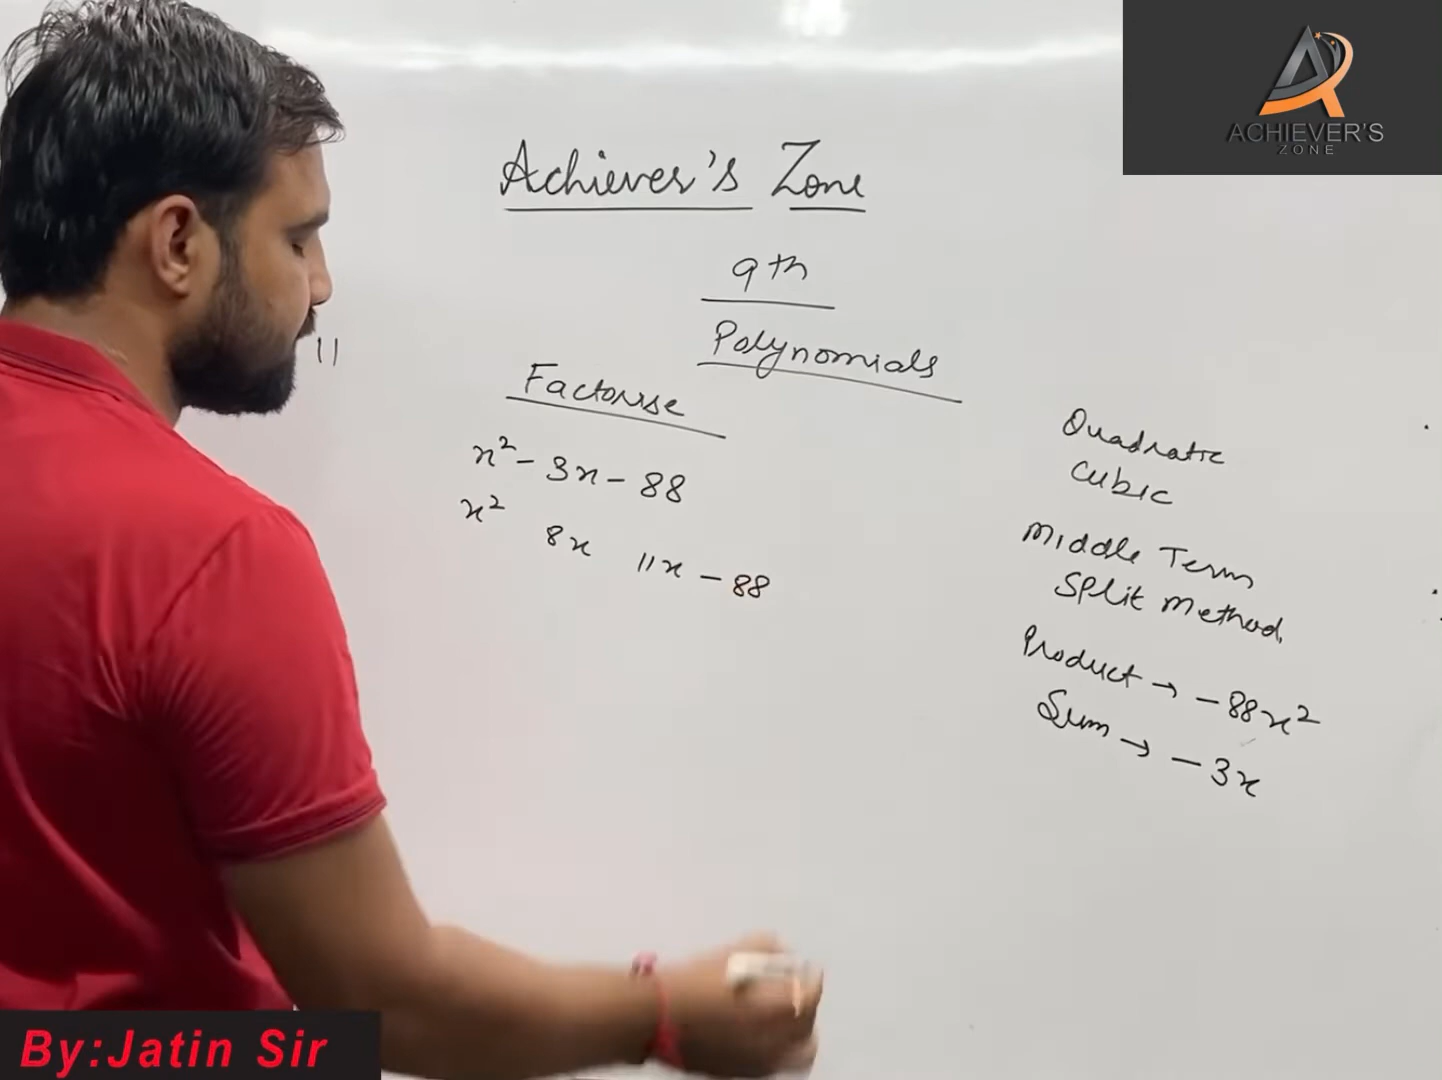 ACHIEVER'S
ZONE
Achiever's Zone
9th
Polynomials
11
Factorise
x² - 3x - 88
x² 8x 11x - 88
Quadratic
Cubic
Middle Term
Split Method.
Product → - 88x²
Sum → - 3x
By:Jatin Sir